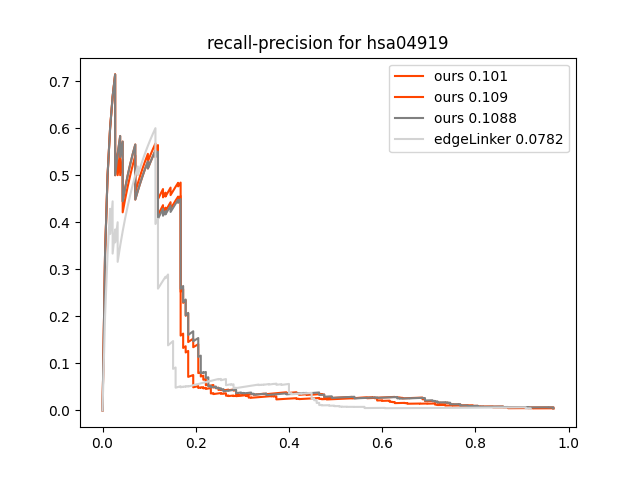 recall-precision for hsa04919
ours 0.101
ours 0.109
ours 0.1088
edgeLinker 0.0782
0.7
0.6
0.5
0.4
0.3
0.2
0.1
0.0
0.0 0.2 0.4 0.6 0.8 1.0